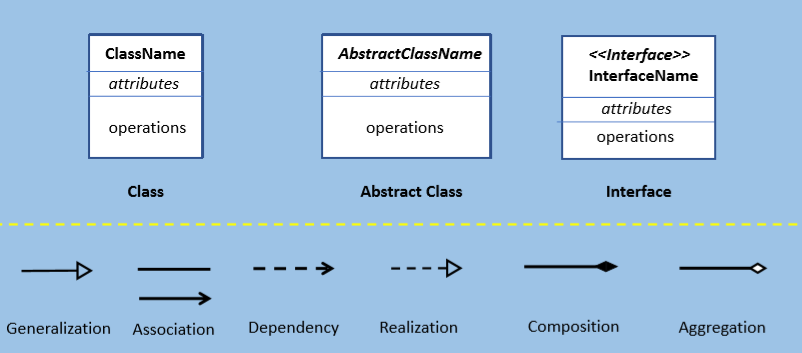 ClassName
attributes
operations
Class
AbstractClassName
attributes
operations
Abstract Class
<<Interface>>
InterfaceName
attributes
operations
Interface
Generalization
Association
Dependency
Realization
Composition
Aggregation